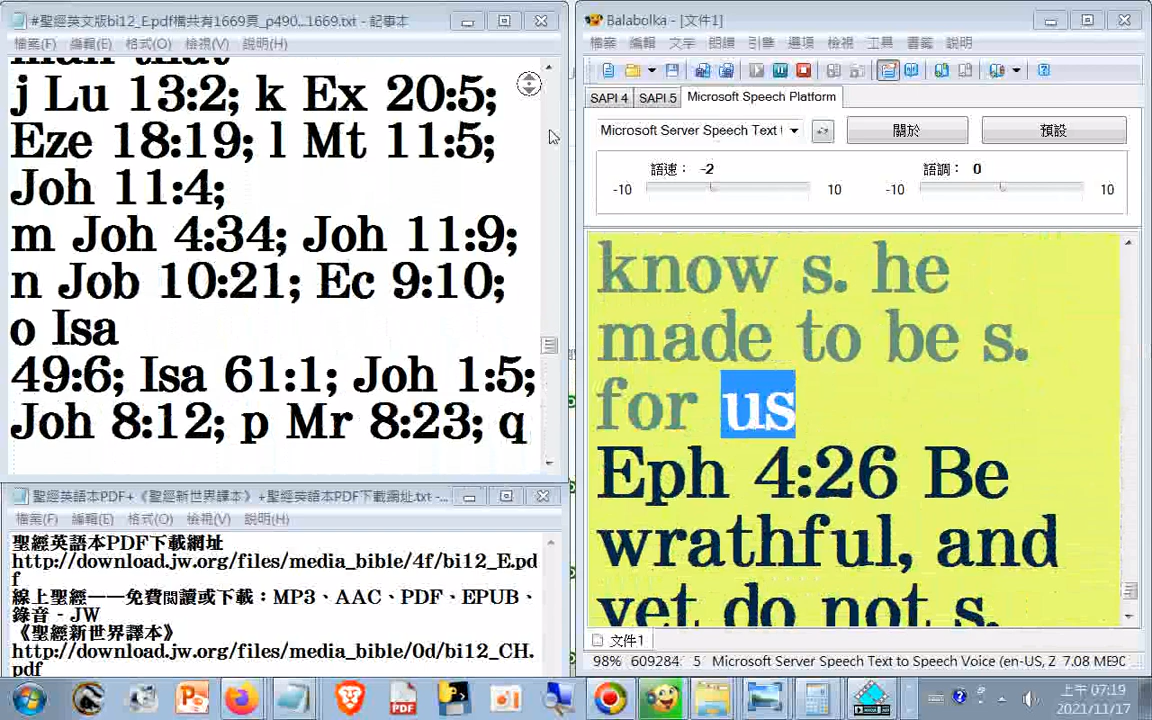 #聖經英文版bi12_E.pdf檔共有1669頁_p490...1669.txt - 記事本
檔案(F) 編輯(E) 格式(O) 檢視(V) 說明(H)
man that
j Lu 13:2; k Ex 20:5;
Eze 18:19; l Mt 11:5;
Joh 11:4;
m Joh 4:34; Joh 11:9;
n Job 10:21; Ec 9:10;
o Isa
49:6; Isa 61:1; Joh 1:5;
Joh 8:12; p Mr 8:23; q
聖經英語本PDF+《聖經新世界譯本》+聖經英語本PDF下載網址.txt -...
檔案(F) 編輯(E) 格式(O) 檢視(V) 說明(H)
聖經英語本PDF下載網址
http://download.jw.org/files/media_bible/4f/bi12_E.pd
f
線上聖經──免費閱讀或下載：MP3、AAC、PDF、EPUB、
錄音 - JW
《聖經新世界譯本》
http://download.jw.org/files/media_bible/0d/bi12_CH.
pdf
Balabolka - [文件1]
檔案 編輯 文字 朗讀 引擎 選項 檢視 工具 書籤 說明
SAPI 4 SAPI 5 Microsoft Speech Platform
Microsoft Server Speech Text 關於 預設
語速： -2 語調： 0
-10 10 -10 10
know s. he
made to be s.
for us
Eph 4:26 Be
wrathful, and
yet do not s.
文件1
98% 609284: 5 Microsoft Server Speech Text to Speech Voice (en-US, Z 7.08 ME
PDF
上午 07:19
2021/11/17